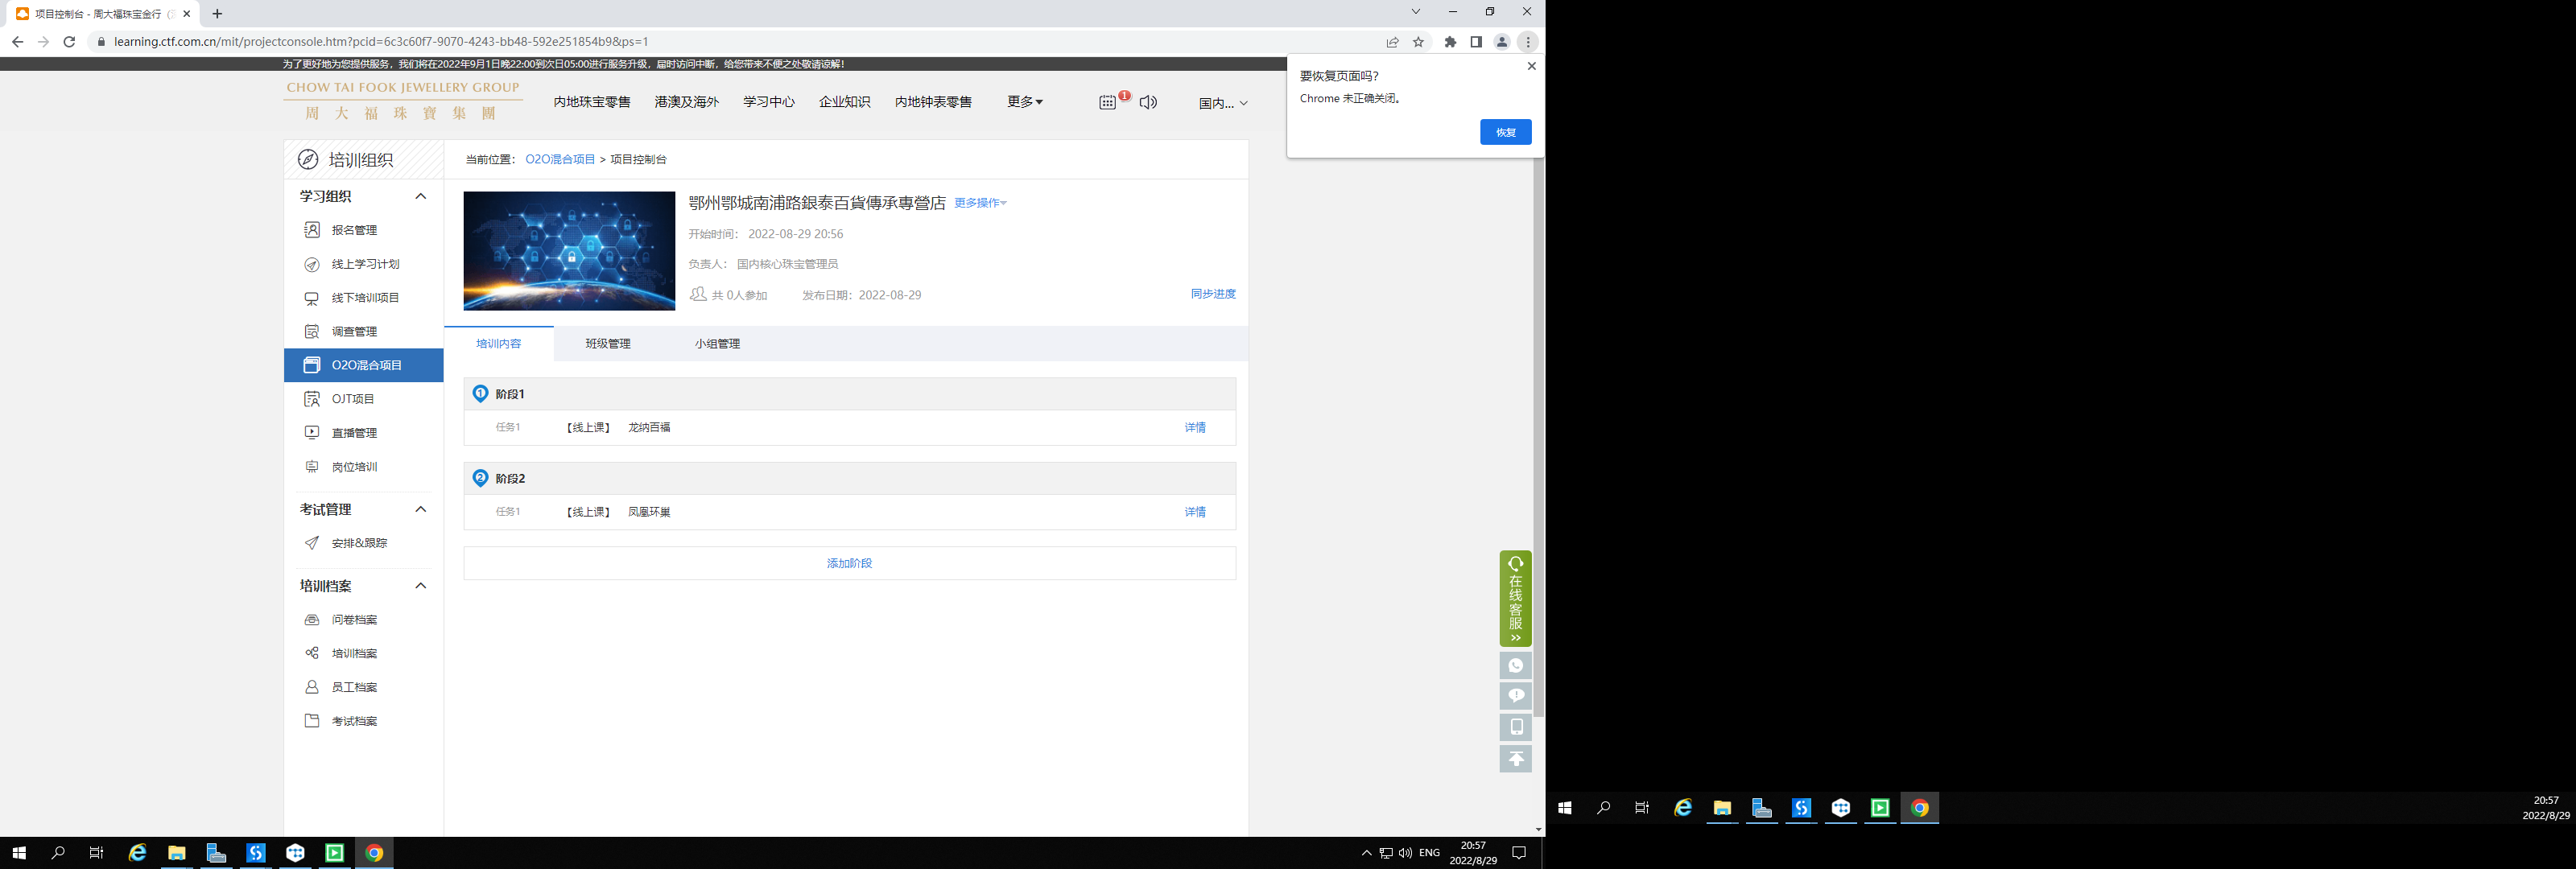 项目控制台 - 周大福珠宝金行
learning.ctf.com.cn/mit/projectconsole.htm?pcid=6c3c60f7-9070-4243-bb48-592e251854b9&ps=1
为了更好地为您提供服务，我们将在2022年9月1日晚22:00到次日05:00进行服务升级，届时访问中断，给您带来不便之处敬请谅解！
要恢复页面吗？
Chrome 未正确关闭。
恢复
CHOW TAI FOOK JEWELLERY GROUP
周大福珠寶集團
内地珠宝零售 港澳及海外 学习中心 企业知识 内地钟表零售 更多 1 国内...
培训组织
当前位置： O2O混合项目 > 项目控制台
学习组织
报名管理
线上学习计划
线下培训项目
调查管理
O2O混合项目
OJT项目
直播管理
岗位培训
考试管理
安排&跟踪
培训档案
问卷档案
培训档案
员工档案
考试档案
鄂州鄂城南浦路銀泰百貨傳承專營店 更多操作
开始时间： 2022-08-29 20:56
负责人： 国内核心珠宝管理员
共 0人参加 发布日期：2022-08-29 同步进度
培训内容 班级管理 小组管理
1 阶段1
任务1 【线上课】 龙纳百福 详情
2 阶段2
任务1 【线上课】 凤凰环巢 详情
添加阶段
在线客服
ENG
20:57
2022/8/29
20:57
2022/8/29